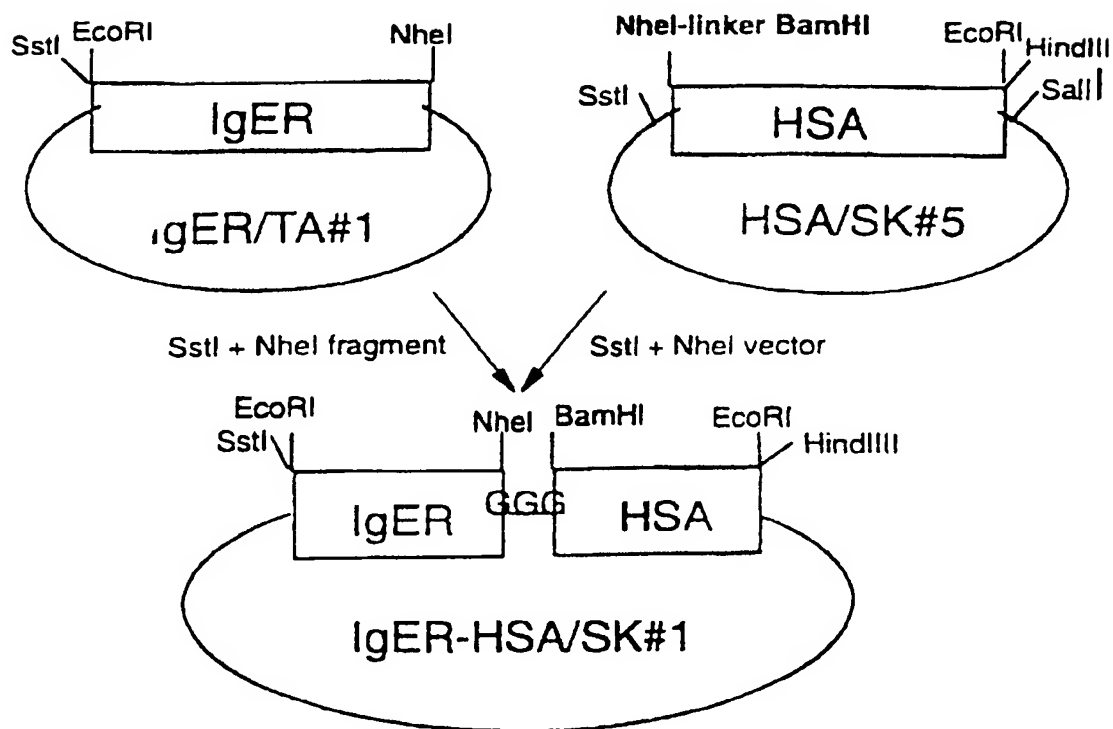 SstI EcoRI NheI
IgER
IgER/TA#1
NheI-linker BamHI EcoRI HindIII
SstI SalI
HSA
HSA/SK#5
SstI + NheI fragment
SstI + NheI vector
EcoRI NheI BamHI EcoRI
SstI HindIIII
IgER GGG HSA
IgER-HSA/SK#1